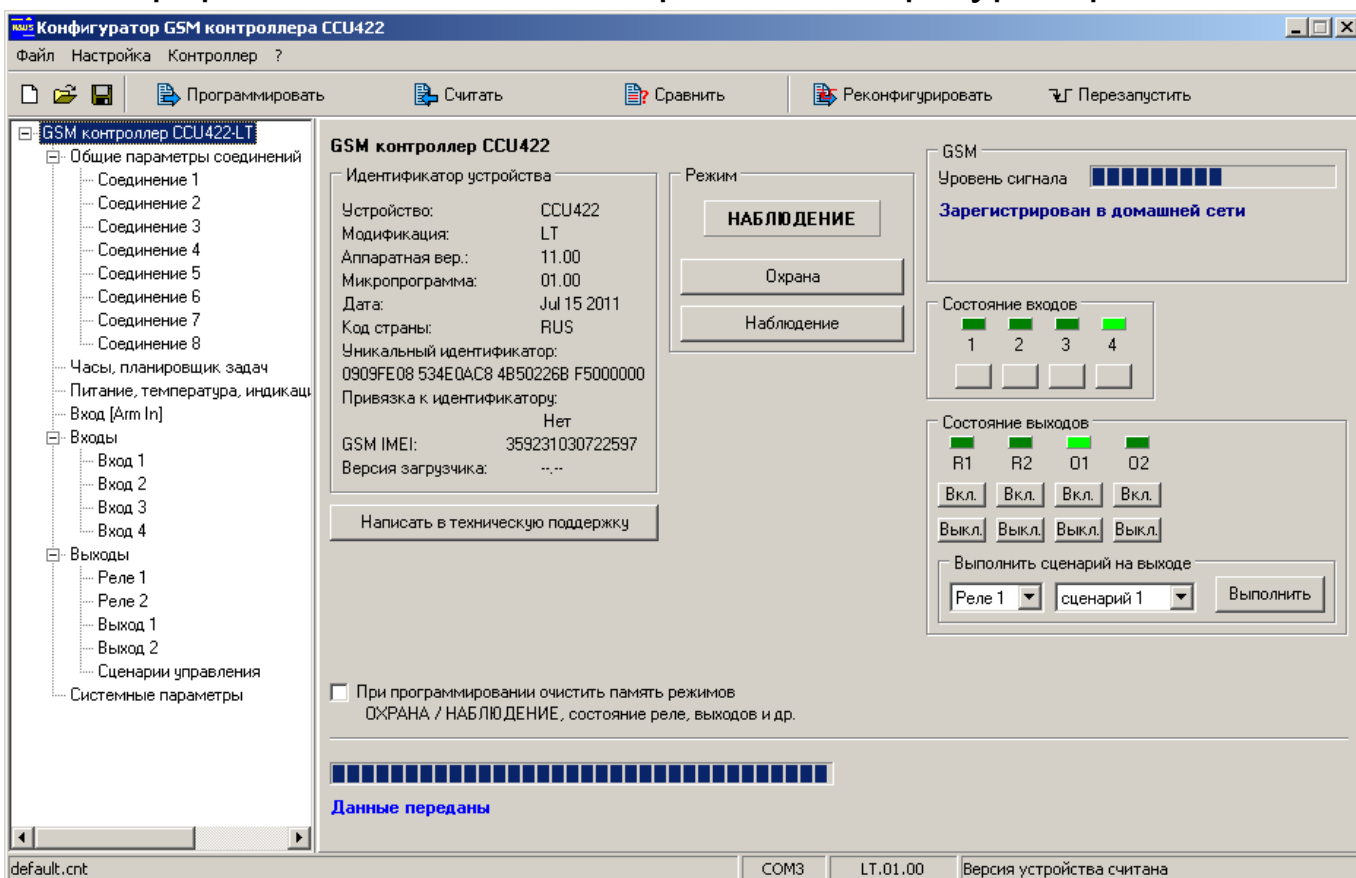 Конфигуратор GSM контроллера CCU422
Файл Настройка Контроллер ?
Программировать Считать Сравнить Реконфигурировать Перезапустить
GSM контроллер CCU422-LT
Общие параметры соединений
Соединение 1
Соединение 2
Соединение 3
Соединение 4
Соединение 5
Соединение 6
Соединение 7
Соединение 8
Часы, планировщик задач
Питание, температура, индикаци
Вход [Arm In]
Входы
Вход 1
Вход 2
Вход 3
Вход 4
Выходы
Реле 1
Реле 2
Выход 1
Выход 2
Сценарии управления
Системные параметры
GSM контроллер CCU422
Идентификатор устройства
Устройство: CCU422
Модификация: LT
Аппаратная вер.: 11.00
Микропрограмма: 01.00
Дата: Jul 15 2011
Код страны: RUS
Уникальный идентификатор:
0909FE08 534E0AC8 4B50226B F5000000
Привязка к идентификатору:
Нет
GSM IMEI: 359231030722597
Версия загрузчика: --.--
Написать в техническую поддержку
Режим
НАБЛЮДЕНИЕ
Охрана
Наблюдение
GSM
Уровень сигнала
Зарегистрирован в домашней сети
Состояние входов
1 2 3 4
Состояние выходов
R1 R2 O1 O2
Вкл. Вкл. Вкл. Вкл.
Выкл. Выкл. Выкл. Выкл.
Выполнить сценарий на выходе
Реле 1 сценарий 1 Выполнить
При программировании очистить память режимов
ОХРАНА / НАБЛЮДЕНИЕ, состояние реле, выходов и др.
Данные переданы
default.cnt COM3 LT.01.00 Версия устройства считана